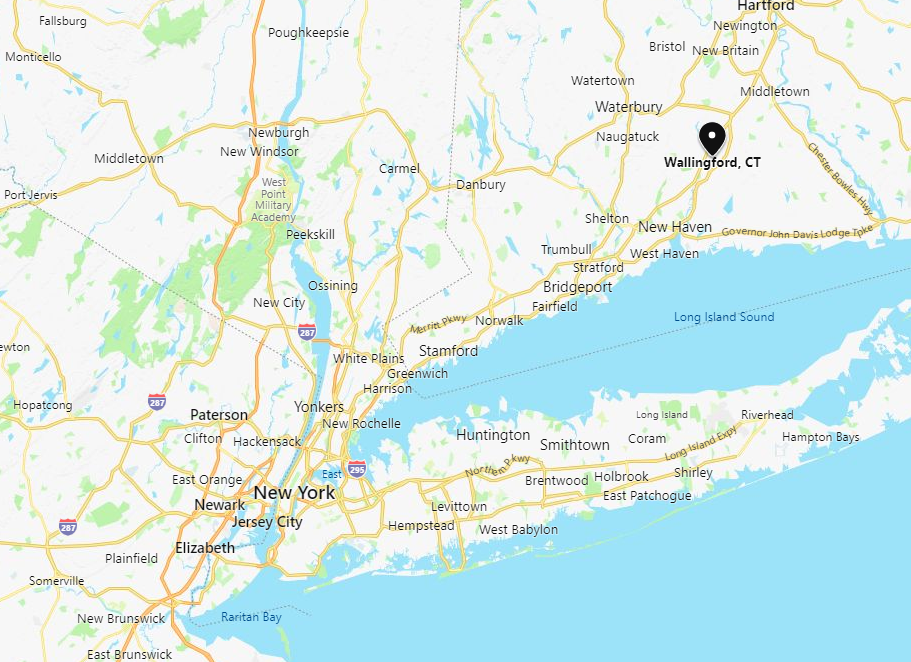 Hartford
Fallsburg
Newington
Poughkeepsie
Bristol
New Britain
Monticello
Watertown
Middletown
Waterbury
Newburgh
Naugatuck
New Windsor
Middletown
Wallingford, CT
Carmel
Chester Bowles Hwy
Danbury
West
Point
Military
Academy
Port Jervis
Shelton
New Haven
Governor John Davis Lodge Tpke
Peekskill
Trumbull
West Haven
Stratford
Ossining
Bridgeport
New City
Fairfield
Long Island Sound
Merritt Pkwy
Norwalk
287
ewton
Stamford
White Plains
Greenwich
Harrison
287
Hopatcong
Yonkers
Paterson
Long Island
Riverhead
New Rochelle
Clifton
Hackensack
Huntington
Smithtown
Coram
Hampton Bays
Long Island Expy
Northern Pkwy
295
East
Shirley
East Orange
Brentwood
Holbrook
New York
East Patchogue
Newark
Levittown
Jersey City
Hempstead
West Babylon
287
Elizabeth
Plainfield
Somerville
New Brunswick
Raritan Bay
East Brunswick